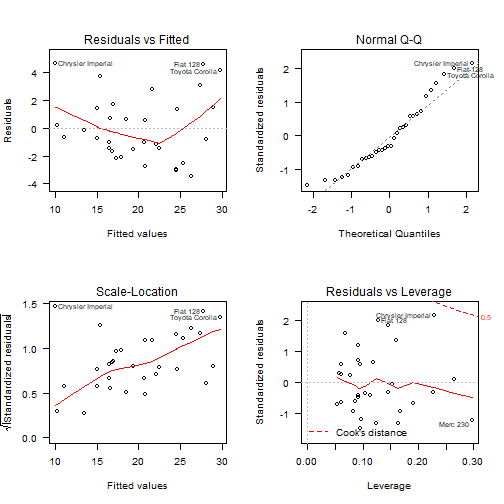 Residuals vs Fitted
Residuals
4
2
0
-2
-4
Chrysler Imperial
Fiat 128
Toyota Corolla
10 15 20 25 30
Fitted values
Normal Q-Q
Standardized residuals
2
1
0
-1
Chrysler Imperial
Fiat 128
Toyota Corolla
-2 -1 0 1 2
Theoretical Quantiles
Scale-Location
√|Standardized residuals|
1.5
1.0
0.5
0.0
Chrysler Imperial
Fiat 128
Toyota Corolla
10 15 20 25 30
Fitted values
Residuals vs Leverage
Standardized residuals
2
1
0
-1
Chrysler Imperial
Fiat 128
0.5
Merc 230
Cook's distance
0.00 0.10 0.20 0.30
Leverage